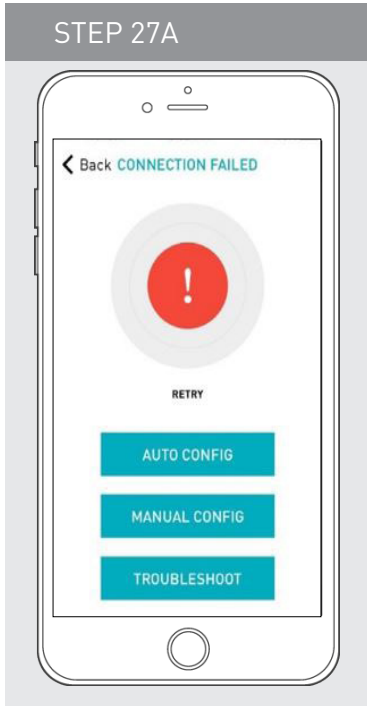 STEP 27A
Back CONNECTION FAILED
!
RETRY
AUTO CONFIG
MANUAL CONFIG
TROUBLESHOOT